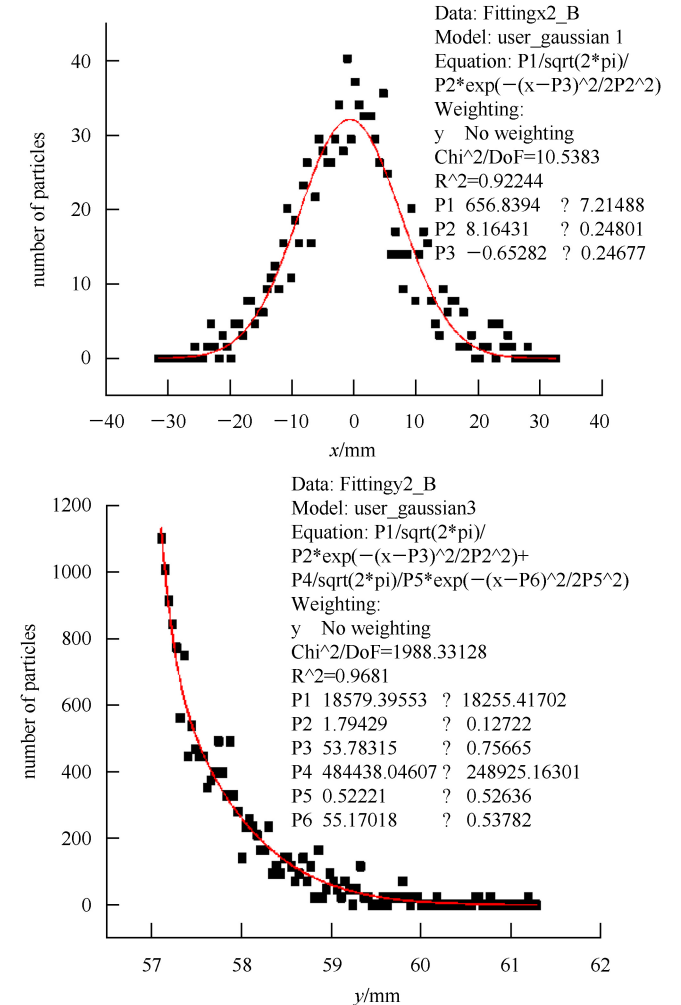 Data: Fittingx2_B
Model: user_gaussian 1
Equation: P1/sqrt(2*pi)/
P2*exp(−(x−P3)^2/2P2^2)
Weighting:
y No weighting
Chi^2/DoF=10.5383
R^2=0.92244
P1 656.8394 ? 7.21488
P2 8.16431 ? 0.24801
P3 −0.65282 ? 0.24677
number of particles
40
30
20
10
0
−40 −30 −20 −10 0 10 20 30 40
x/mm
Data: Fittingy2_B
Model: user_gaussian3
Equation: P1/sqrt(2*pi)/
P2*exp(−(x−P3)^2/2P2^2)+
P4/sqrt(2*pi)/P5*exp(−(x−P6)^2/2P5^2)
Weighting:
y No weighting
Chi^2/DoF=1988.33128
R^2=0.9681
P1 18579.39553 ? 18255.41702
P2 1.79429 ? 0.12722
P3 53.78315 ? 0.75665
P4 484438.04607 ? 248925.16301
P5 0.52221 ? 0.52636
P6 55.17018 ? 0.53782
number of particles
1200
1000
800
600
400
200
0
57 58 59 60 61 62
y/mm